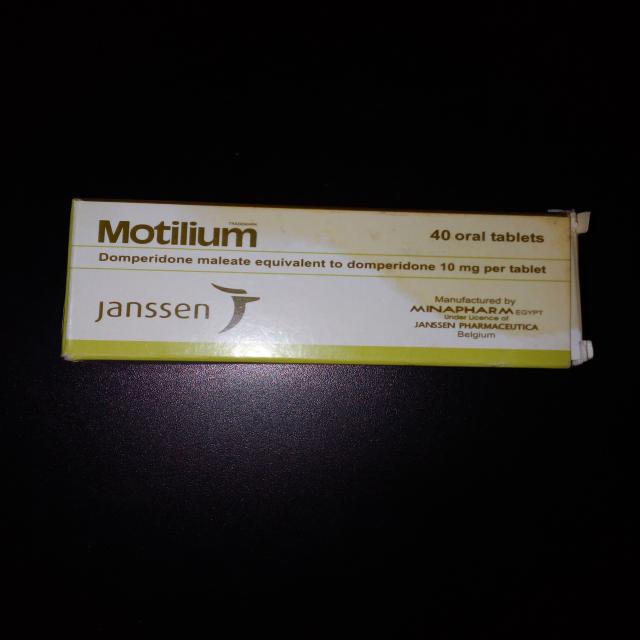 Motilium TRADEMARK
40 oral tablets
Domperidone maleate equivalent to domperidone 10 mg per tablet
Janssen
Manufactured by
MINAPHARM EGYPT
Under Licence of
JANSSEN PHARMACEUTICA
Belgium